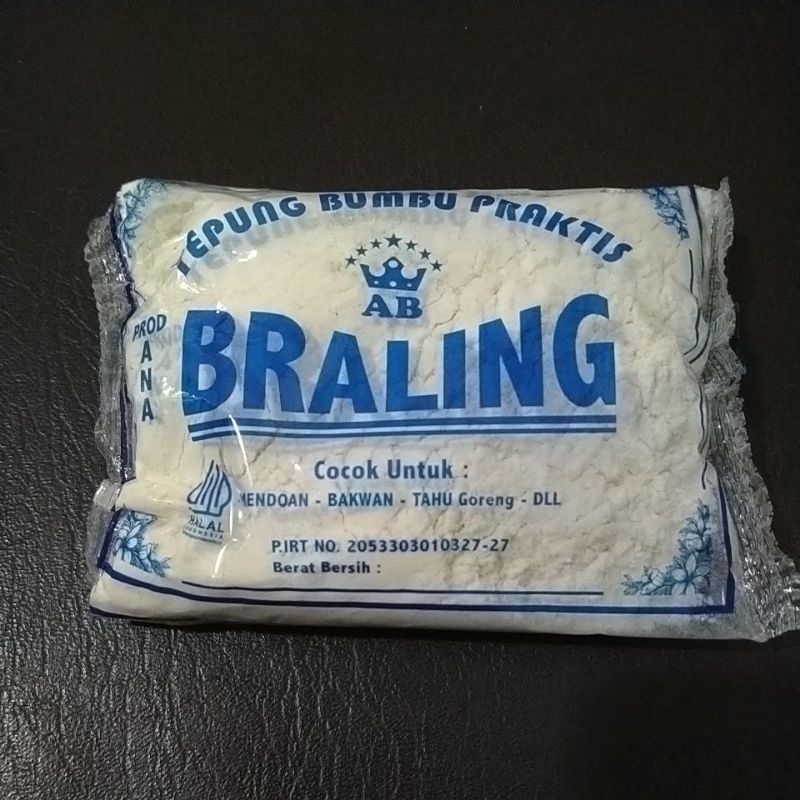 TEPUNG BUMBU PRAKTIS
AB
PROD
ANA
BRALING
Cocok Untuk :
MENDOAN - BAKWAN - TAHU Goreng - DLL
HALAL
INDONESIA
P.IRT NO. 2053303010327-27
Berat Bersih :